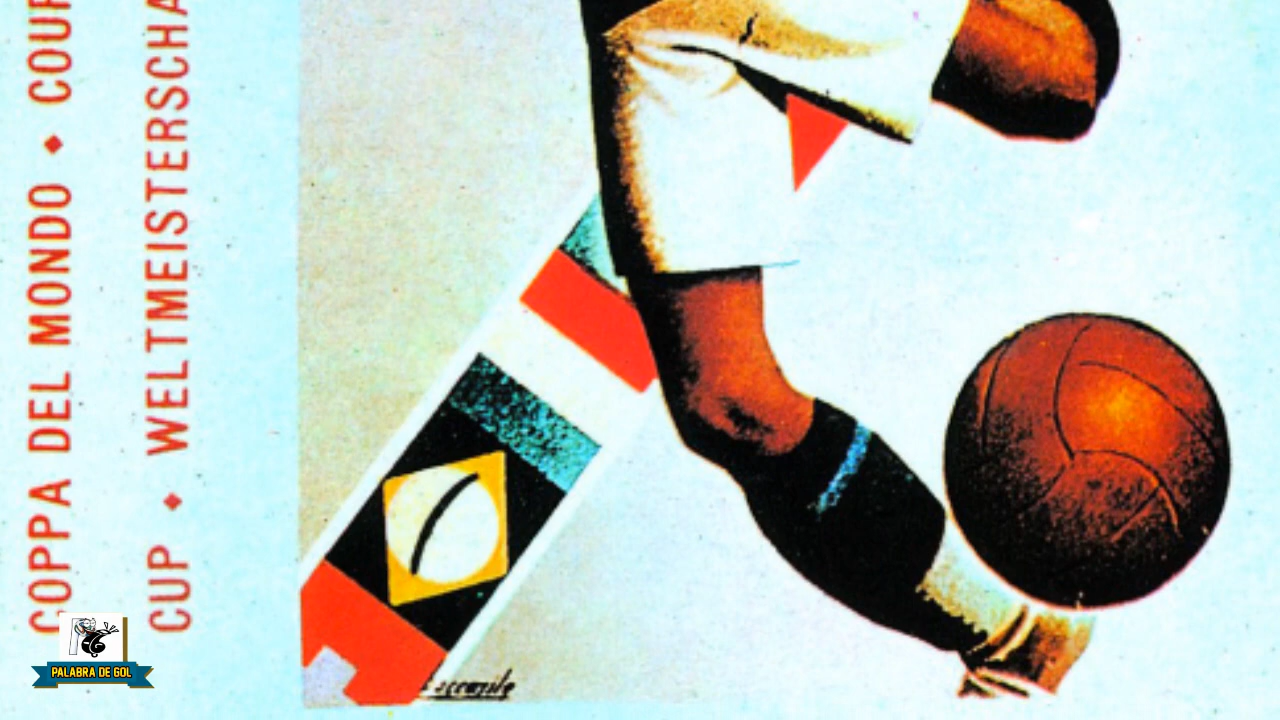 COPPA DEL MONDO ♦ COUP
CUP ♦ WELTMEISTERSCHA
PALABRA DE GOL